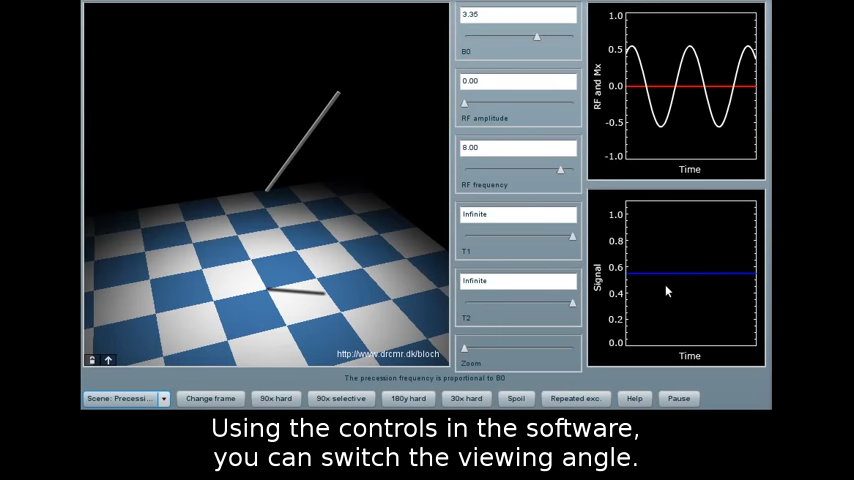 3.35
B0
0.00
RF amplitude
8.00
RF frequency
Infinite
T1
Infinite
T2
Zoom
1.0
0.5
0.0
-0.5
-1.0
RF and Mx
Time
1.0
0.8
0.6
0.4
0.2
0.0
Signal
Time
http://www.drcmr.dk/bloch
The precession frequency is proportional to B0
Scene: Precessi... Change frame 90x hard 90x selective 180y hard 30x hard Spoil Repeated exc. Help Pause
Using the controls in the software,
you can switch the viewing angle.